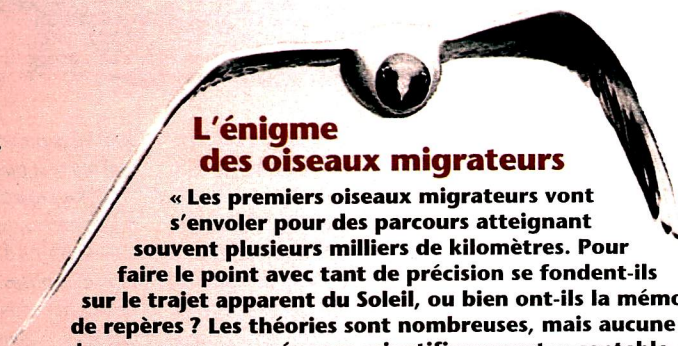 L'énigme
des oiseaux migrateurs
« Les premiers oiseaux migrateurs vont
s'envoler pour des parcours atteignant
souvent plusieurs milliers de kilomètres. Pour
faire le point avec tant de précision se fondent-ils
sur le trajet apparent du Soleil, ou bien ont-ils la
de repères ? Les théories sont nombreuses, mais aucune